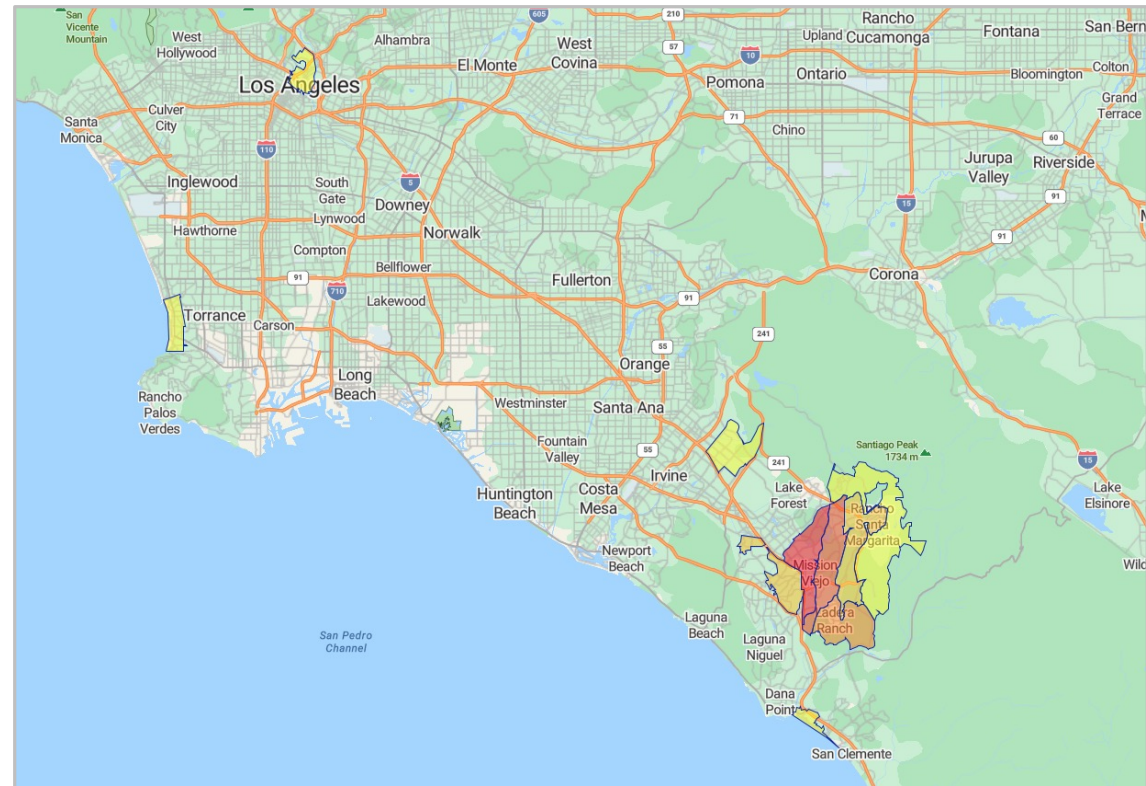 San
Vicente
Mountain
West
Hollywood
Alhambra
605
West
Covina
210
57
Rancho
Cucamonga
Upland
Fontana
San Bern
El Monte
10
Pomona
Ontario
Bloomington
Colton
Los Angeles
Culver
City
Santa
Monica
Grand
Terrace
71
Chino
60
110
Jurupa
Valley
Riverside
Inglewood
South
Gate
5
Downey
91
15
Lynwood
Hawthorne
Norwalk
91
Compton
Bellflower
Corona
91
710
Fullerton
Lakewood
91
Torrance
Carson
241
55
Orange
Long
Beach
Rancho
Palos
Verdes
Westminster
Santa Ana
Fountain
Valley
55
Santiago Peak
1734 m
15
Irvine
241
Lake
Forest
Lake
Elsinore
Huntington
Beach
Costa
Mesa
Rancho
Santa
Margarita
Newport
Beach
Mission
Viejo
Wild
Laguna
Beach
Ladera
Ranch
San Pedro
Channel
Laguna
Niguel
Dana
Point
San Clemente